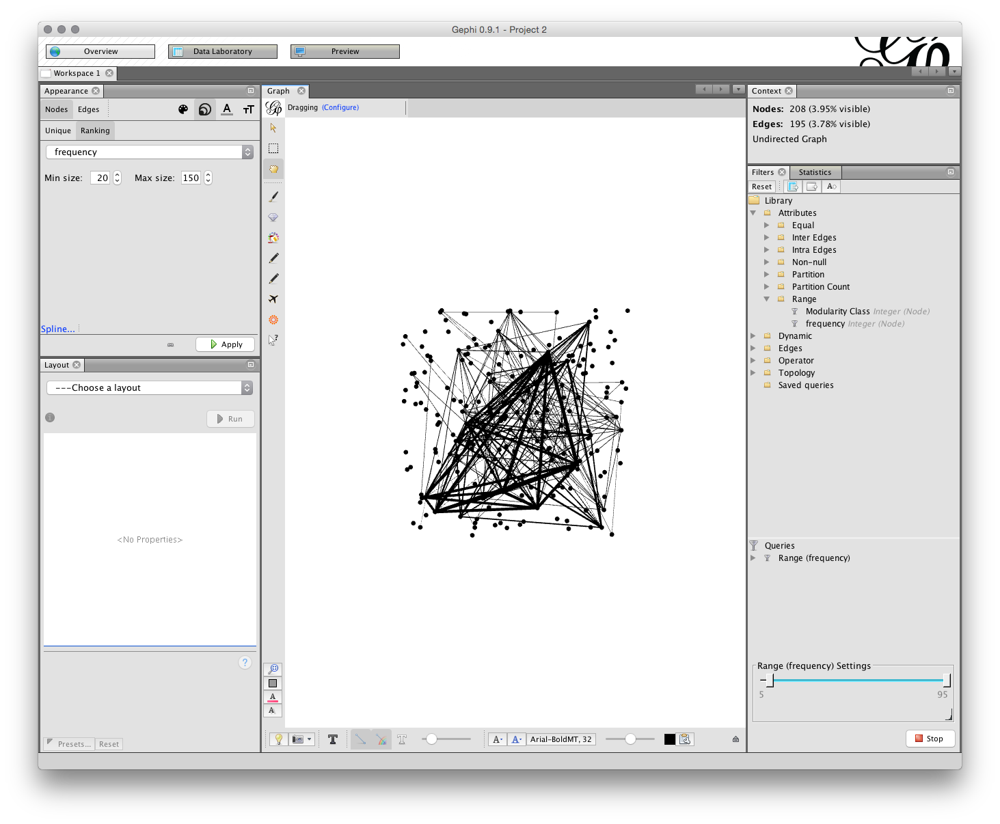 Gephi 0.9.1 - Project 2
Overview
Data Laboratory
Preview
Workspace 1
Appearance
Nodes
Edges
A
TT
Unique
Ranking
frequency
Min size: 20
Max size: 150
Spline...
Apply
Layout
---Choose a layout
Run
<No Properties>
?
Presets...
Reset
Graph
Dragging (Configure)
?
A
A
T
T
A
A
Arial-BoldMT, 32
Context
Nodes: 208 (3.95% visible)
Edges: 195 (3.78% visible)
Undirected Graph
Filters
Statistics
Reset
A
Library
Attributes
Equal
Inter Edges
Intra Edges
Non-null
Partition
Partition Count
Range
Modularity Class Integer (Node)
frequency Integer (Node)
Dynamic
Edges
Operator
Topology
Saved queries
Queries
Range (frequency)
Range (frequency) Settings
5
95
Stop